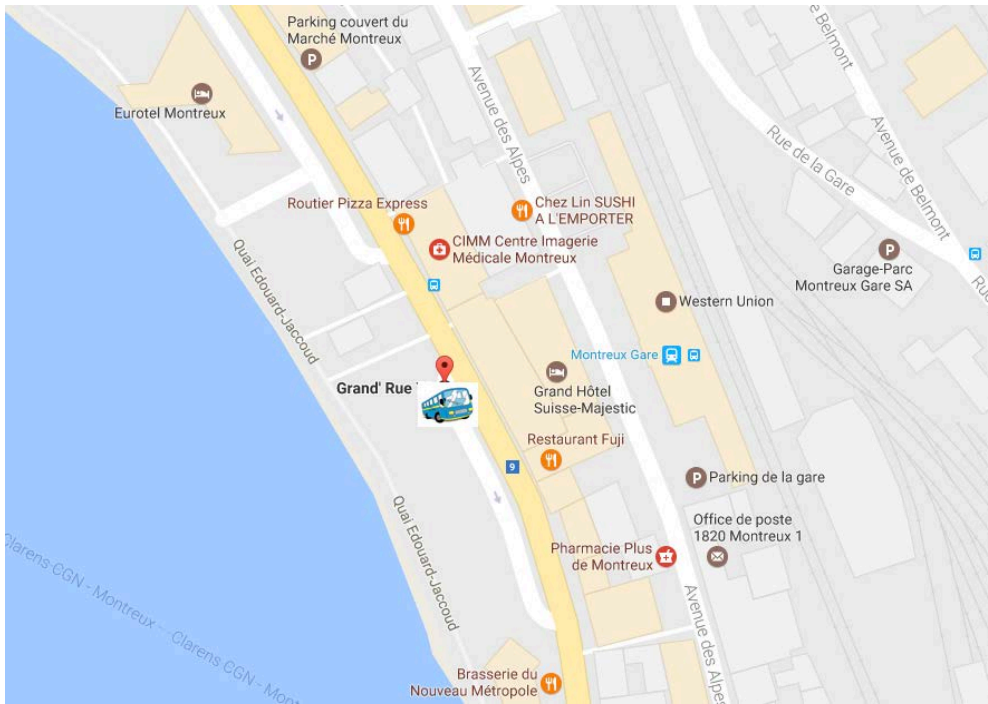 Parking couvert du
Marché Montreux
P
Eurotel Montreux
Avenue des Alpes
Avenue de Belmont
Rue de la Gare
Avenue de Belmont
Routier Pizza Express
Chez Lin SUSHI
A L'EMPORTER
CIMM Centre Imagerie
Médicale Montreux
P
Garage-Parc
Montreux Gare SA
Quai Edouard-Jaccoud
Western Union
Montreux Gare
Grand' Rue
Grand Hôtel
Suisse-Majestic
Restaurant Fuji
9
P
Parking de la gare
Quai Edouard-Jaccoud
Office de poste
1820 Montreux 1
Pharmacie Plus
de Montreux
Clarens CGN - Montreux - Clarens CGN - Mont
Avenue des Alpes
Brasserie du
Nouveau Métropole